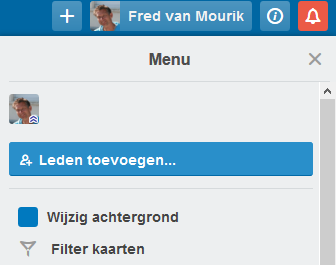 Fred van Mourik
Menu
Leden toevoegen...
Wijzig achtergrond
Filter kaarten